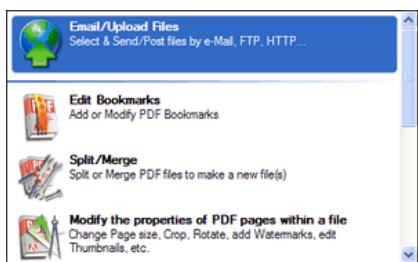 Email/Upload Files
Select & Send/Post files by e-Mail, FTP, HTTP...
Edit Bookmarks
Add or Modify PDF Bookmarks
Split/Merge
Split or Merge PDF files to make a new file(s)
Modify the properties of PDF pages within a file
Change Page size, Crop, Rotate, add Watermarks, edit
Thumbnails, etc.